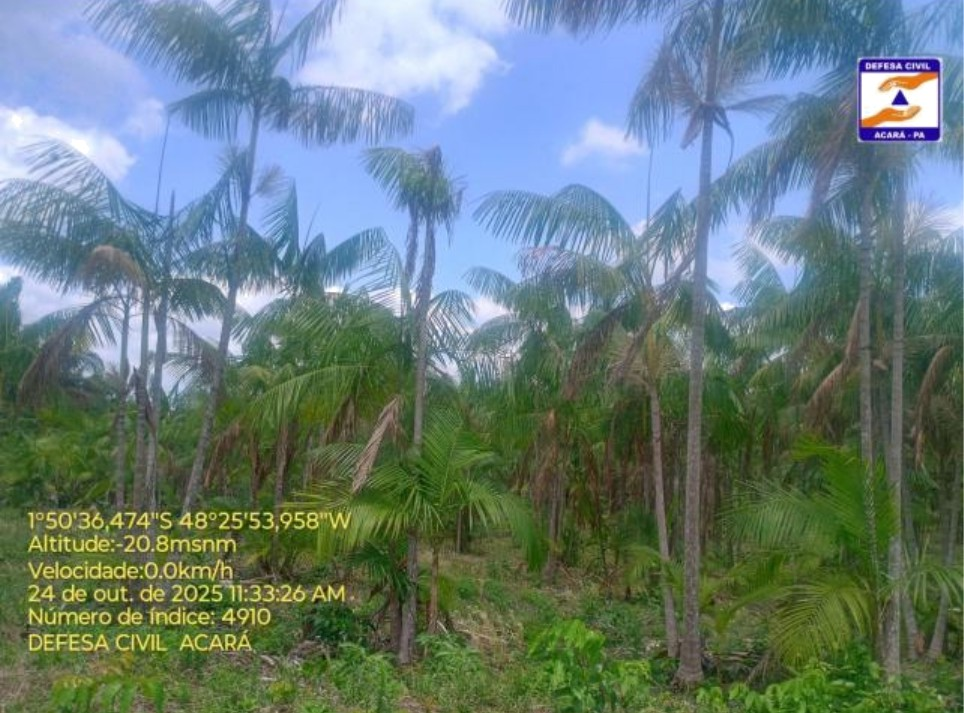 DEFESA CIVIL
ACARÁ - PA
1°50'36,474"S 48°25'53,958"W
Altitude:-20.8msnm
Velocidade:0.0km/h
24 de out. de 2025 11:33:26 AM
Número de índice: 4910
DEFESA CIVIL ACARÁ